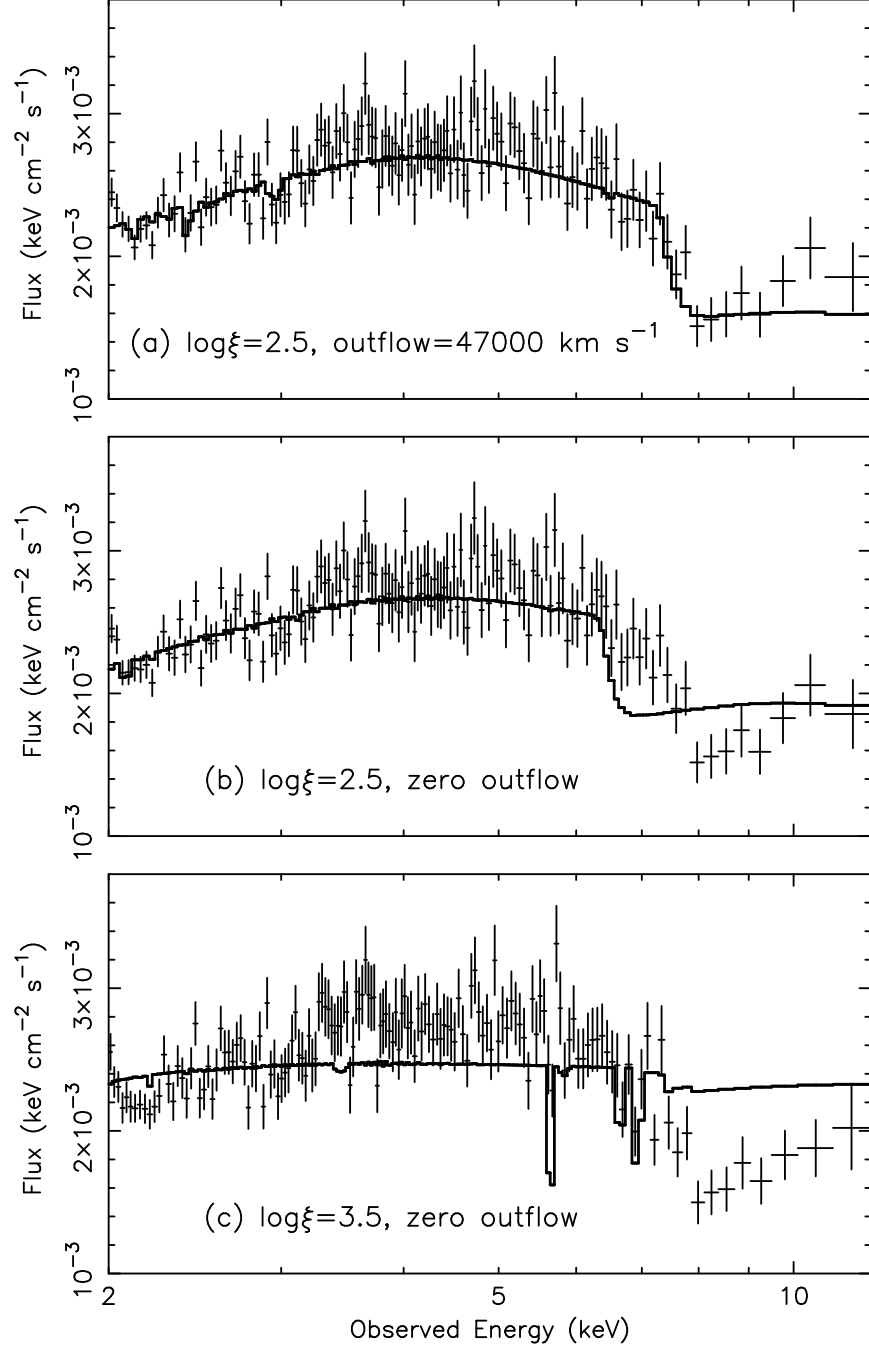 Flux (keV cm⁻² s⁻¹)
3×10⁻³
2×10⁻³
10⁻³
(a) logξ=2.5, outflow=47000 km s⁻¹
Flux (keV cm⁻² s⁻¹)
3×10⁻³
2×10⁻³
10⁻³
(b) logξ=2.5, zero outflow
Flux (keV cm⁻² s⁻¹)
3×10⁻³
2×10⁻³
10⁻³
(c) logξ=3.5, zero outflow
2 5 10
Observed Energy (keV)